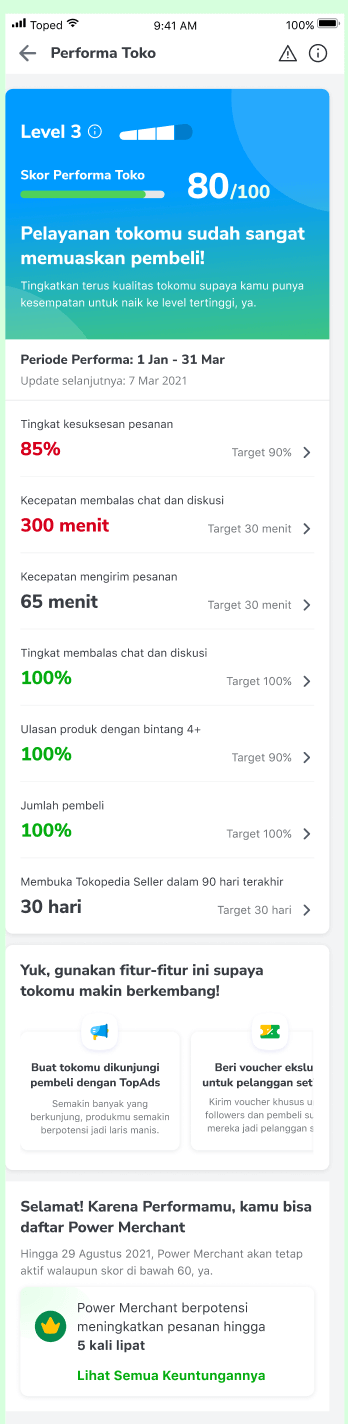 Toped
9:41 AM
100%
Performa Toko
Level 3
Skor Performa Toko
80/100
Pelayanan tokomu sudah sangat
memuaskan pembeli!
Tingkatkan terus kualitas tokomu supaya kamu punya
kesempatan untuk naik ke level tertinggi, ya.
Periode Performa: 1 Jan - 31 Mar
Update selanjutnya: 7 Mar 2021
Tingkat kesuksesan pesanan
85%
Target 90%
Kecepatan membalas chat dan diskusi
300 menit
Target 30 menit
Kecepatan mengirim pesanan
65 menit
Target 30 menit
Tingkat membalas chat dan diskusi
100%
Target 100%
Ulasan produk dengan bintang 4+
100%
Target 90%
Jumlah pembeli
100%
Target 100%
Membuka Tokopedia Seller dalam 90 hari terakhir
30 hari
Target 30 hari
Yuk, gunakan fitur-fitur ini supaya
tokomu makin berkembang!
Buat tokomu dikunjungi
pembeli dengan TopAds
Semakin banyak yang
berkunjung, produkmu semakin
berpotensi jadi laris manis.
Beri voucher ekslu
untuk pelanggan set
Kirim voucher khusus u
followers dan pembeli su
mereka jadi pelanggan s
Selamat! Karena Performamu, kamu bisa
daftar Power Merchant
Hingga 29 Agustus 2021, Power Merchant akan tetap
aktif walaupun skor di bawah 60, ya.
Power Merchant berpotensi
meningkatkan pesanan hingga
5 kali lipat
Lihat Semua Keuntungannya